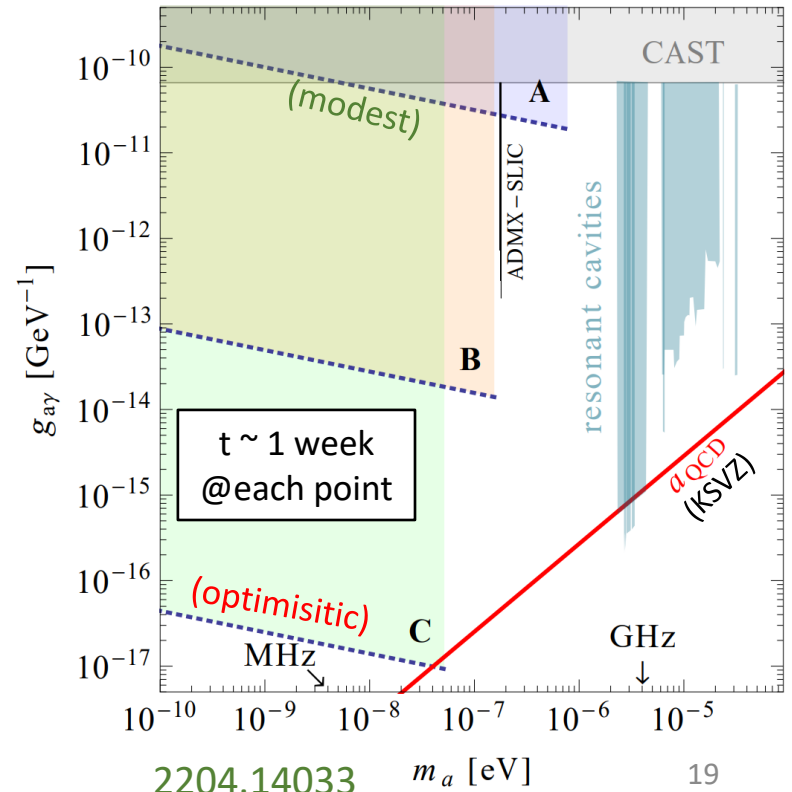 10⁻¹⁰ 10⁻⁹ 10⁻⁸ 10⁻⁷ 10⁻⁶ 10⁻⁵
10⁻¹⁰
10⁻¹¹
10⁻¹²
10⁻¹³
10⁻¹⁴
10⁻¹⁵
10⁻¹⁶
10⁻¹⁷
g_aγ [GeV⁻¹]
CAST
A
(modest)
ADMX−SLIC
resonant cavities
B
t ~ 1 week
@each point
a QCD
(KSVZ)
(optimisitic)
C
MHz
GHz
m_a [eV]
2204.14033
19